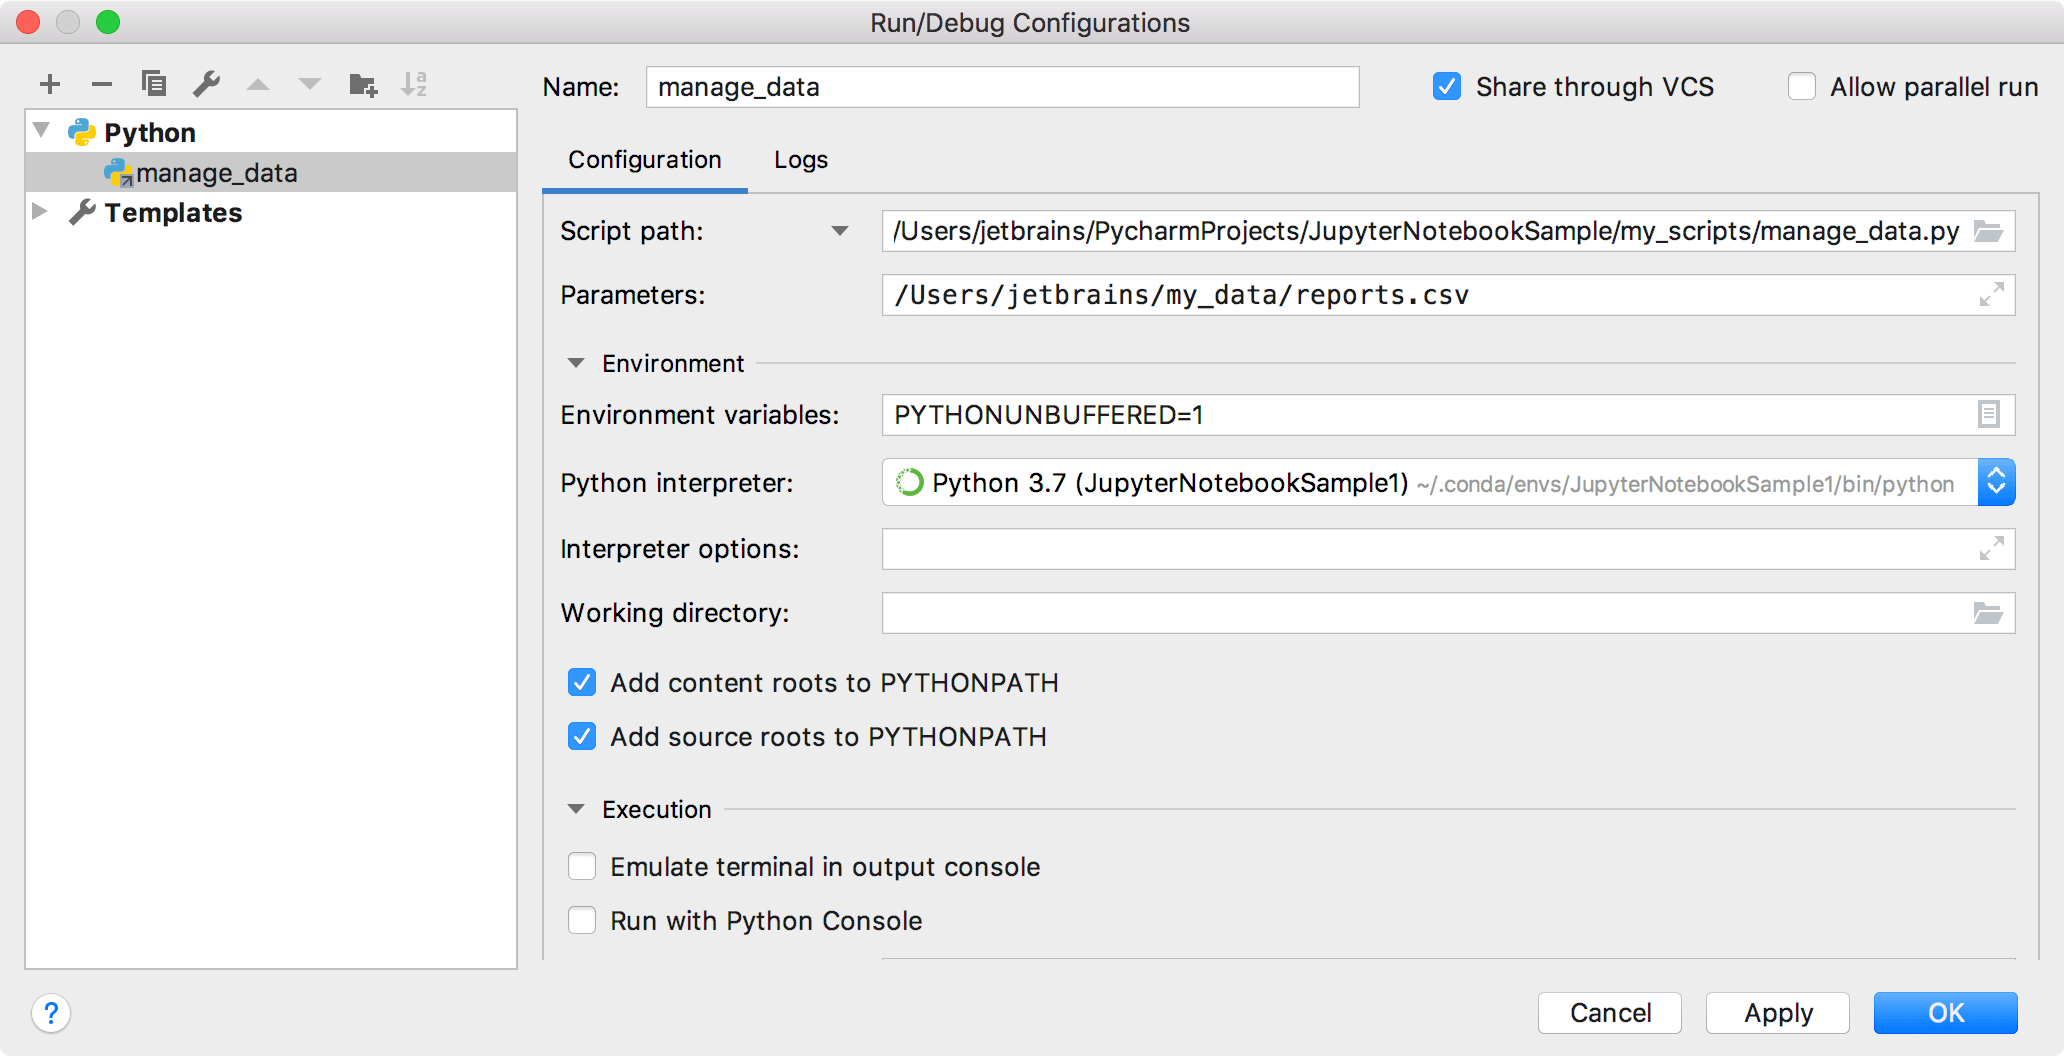 Run/Debug Configurations
Name: manage_data Share through VCS Allow parallel run
Python
manage_data
Templates
Configuration Logs
Script path: /Users/jetbrains/PycharmProjects/JupyterNotebookSample/my_scripts/manage_data.py
Parameters: /Users/jetbrains/my_data/reports.csv
Environment
Environment variables: PYTHONUNBUFFERED=1
Python interpreter: Python 3.7 (JupyterNotebookSample1) ~/.conda/envs/JupyterNotebookSample1/bin/python
Interpreter options:
Working directory:
Add content roots to PYTHONPATH
Add source roots to PYTHONPATH
Execution
Emulate terminal in output console
Run with Python Console
? Cancel Apply OK